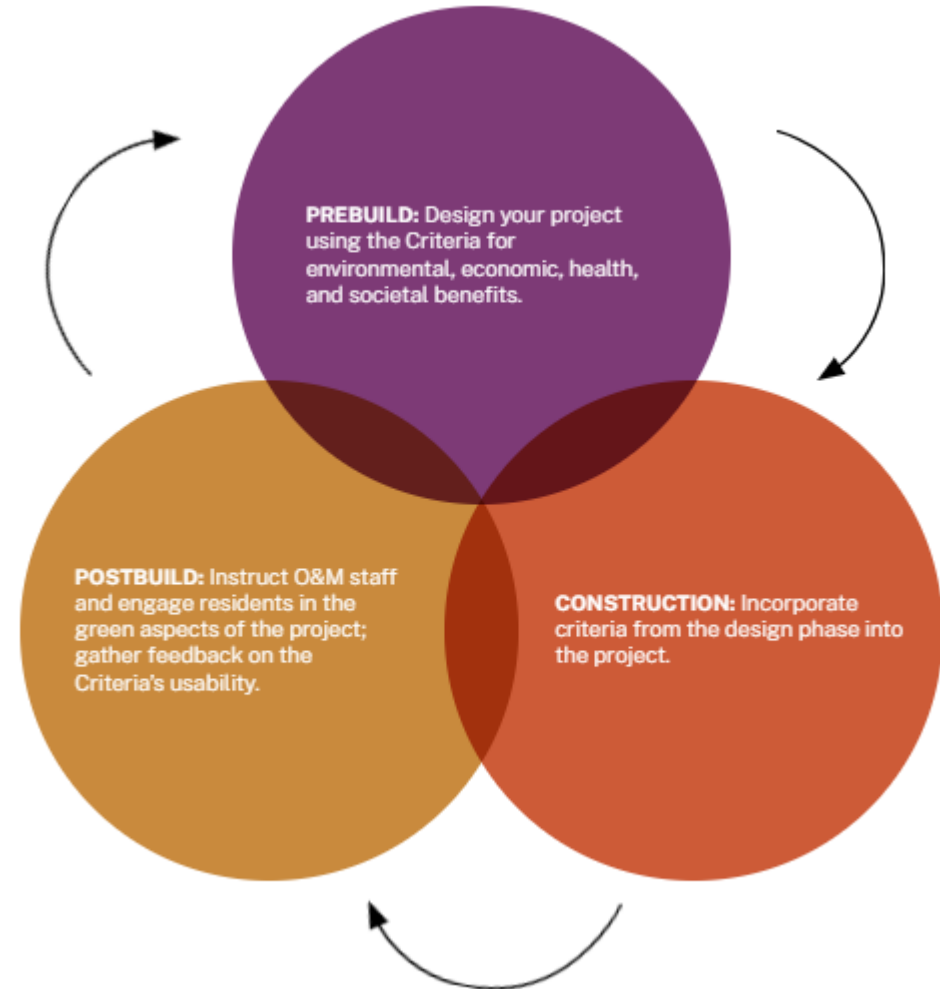 PREBUILD: Design your project
using the Criteria for
environmental, economic, health,
and societal benefits.
POSTBUILD: Instruct O&M staff
and engage residents in the
green aspects of the project;
gather feedback on the
Criteria's usability.
CONSTRUCTION: Incorporate
criteria from the design phase into
the project.